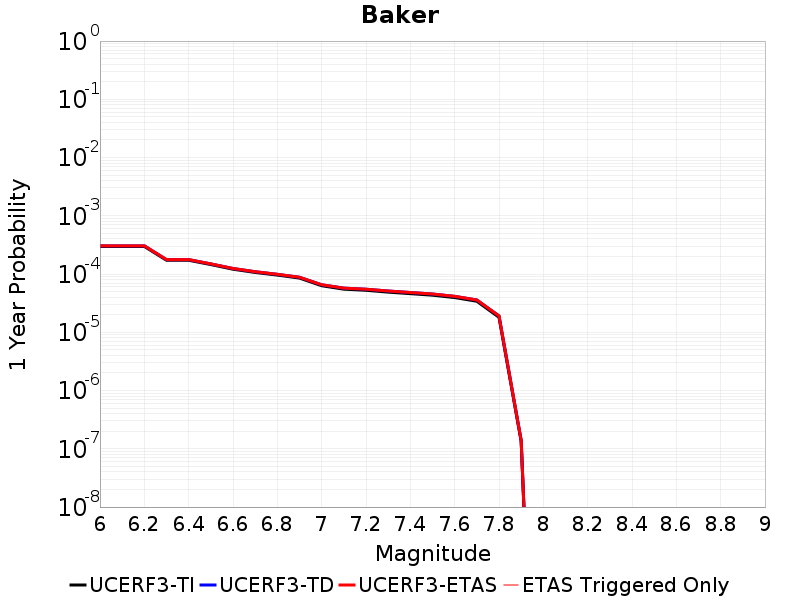 Baker
10^0
10^-1
10^-2
10^-3
10^-4
10^-5
10^-6
10^-7
10^-8
1 Year Probability
6 6.2 6.4 6.6 6.8 7 7.2 7.4 7.6 7.8 8 8.2 8.4 8.6 8.8 9
Magnitude
UCERF3-TI UCERF3-TD UCERF3-ETAS ETAS Triggered Only